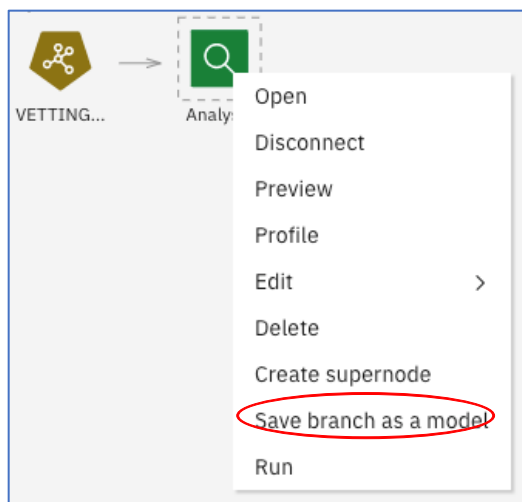 VETTING...
Analys
Open
Disconnect
Preview
Profile
Edit
Delete
Create supernode
Save branch as a model
Run